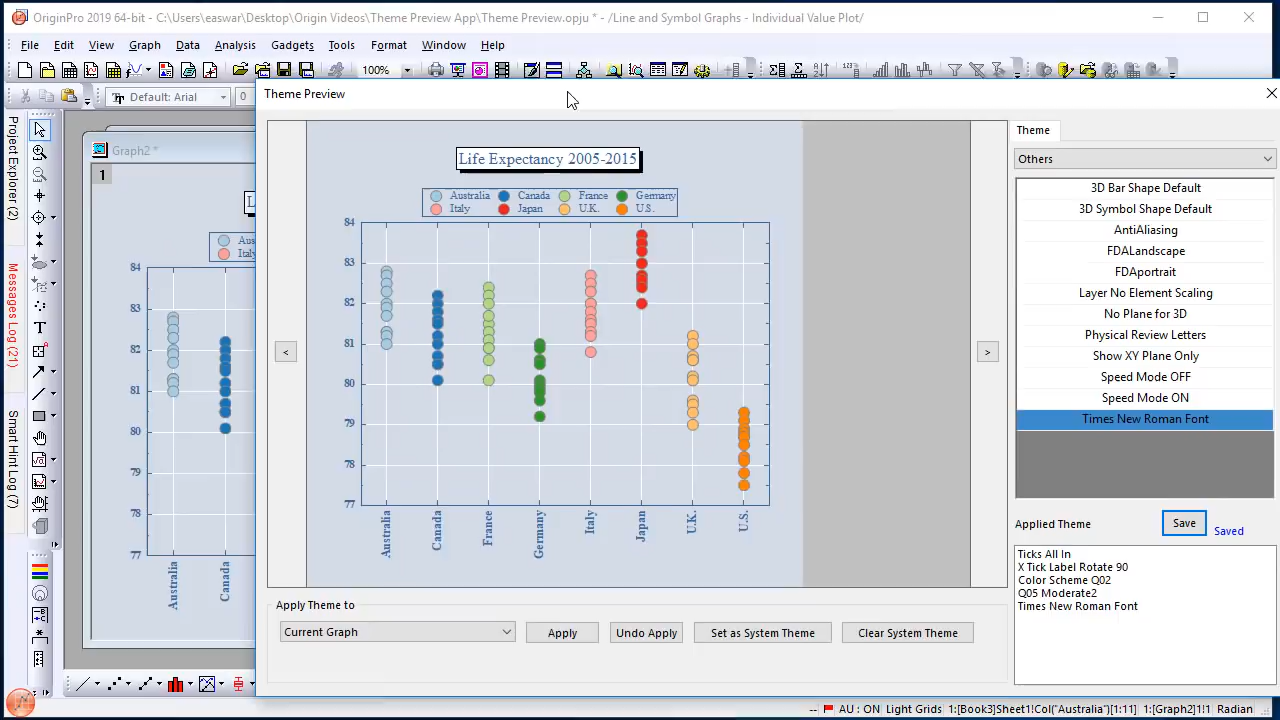 OriginPro 2019 64-bit - C:\Users\easwar\Desktop\Origin Videos\Theme Preview App\Theme Preview.opju * - /Line and Symbol Graphs - Individual Value Plot/
File Edit View Graph Data Analysis Gadgets Tools Format Window Help
100%
Default: Arial 0
Theme Preview
Project Explorer (2)
Messages Log (21)
Smart Hint Log (7)
Graph2 *
1
84
83
82
81
80
79
78
77
Australia
Canada
Life Expectancy 2005-2015
Australia Canada France Germany
Italy Japan U.K. U.S.
84
83
82
81
80
79
78
77
Australia
Canada
France
Germany
Italy
Japan
U.K.
U.S.
<
>
Theme
Others
3D Bar Shape Default
3D Symbol Shape Default
AntiAliasing
FDALandscape
FDAportrait
Layer No Element Scaling
No Plane for 3D
Physical Review Letters
Show XY Plane Only
Speed Mode OFF
Speed Mode ON
Times New Roman Font
Applied Theme Save Saved
Ticks All In
X Tick Label Rotate 90
Color Scheme Q02
Q05 Moderate2
Times New Roman Font
Apply Theme to
Current Graph Apply Undo Apply Set as System Theme Clear System Theme
-- AU : ON Light Grids 1:[Book3]Sheet1!Col("Australia")[1:11] 1:[Graph2]1!1 Radian